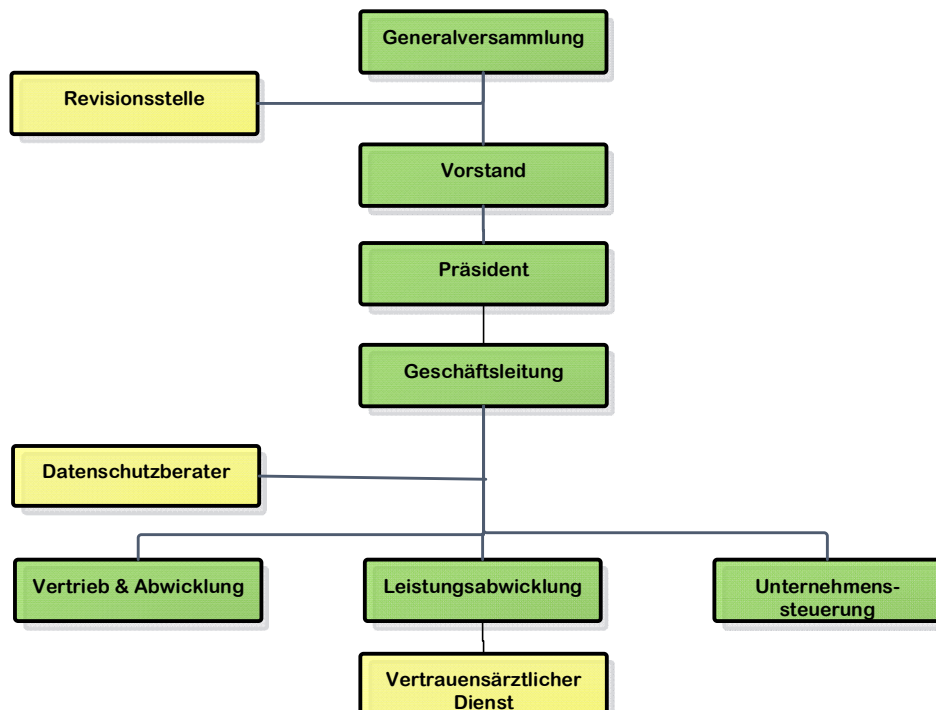 Generalversammlung
Revisionsstelle
Vorstand
Präsident
Geschäftsleitung
Datenschutzberater
Vertrieb & Abwicklung
Leistungsabwicklung
Unternehmens-
steuerung
Vertrauensärztlicher
Dienst